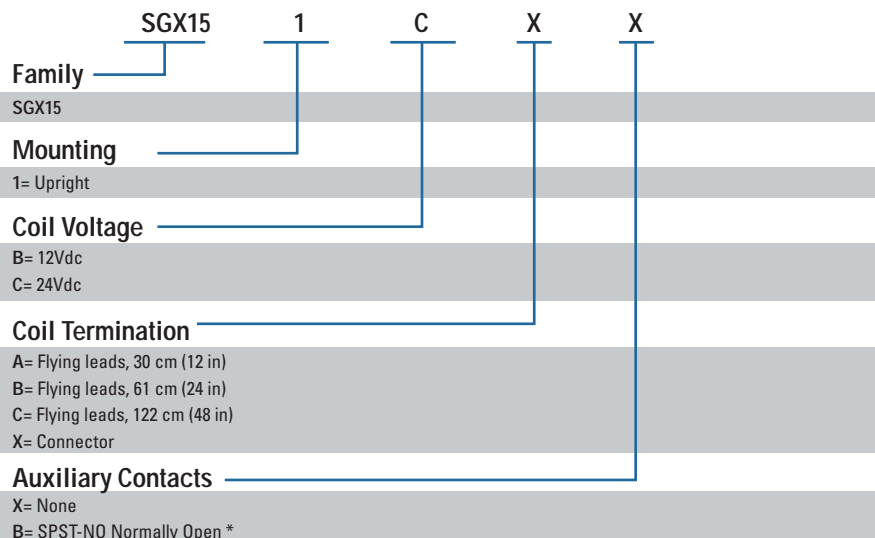 SGX15 1 C X X
Family
SGX15
Mounting
1= Upright
Coil Voltage
B= 12Vdc
C= 24Vdc
Coil Termination
A= Flying leads, 30 cm (12 in)
B= Flying leads, 61 cm (24 in)
C= Flying leads, 122 cm (48 in)
X= Connector
Auxiliary Contacts
X= None
B= SPST-NO Normally Open *